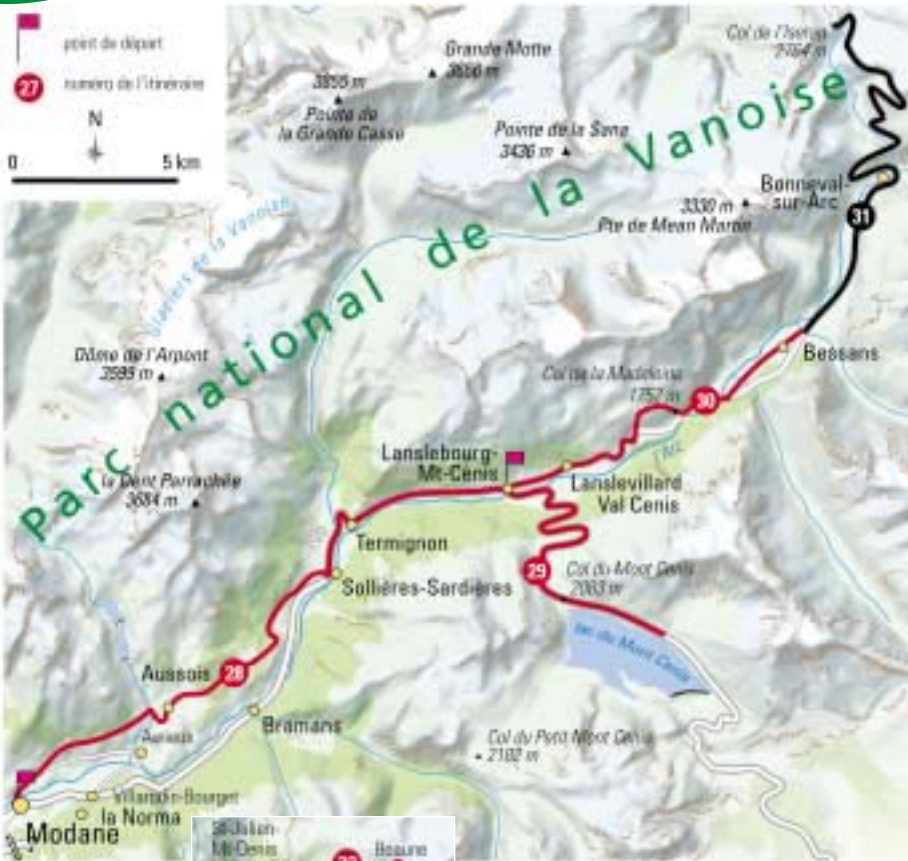 point de départ
27
numéro de l'itinéraire
N
0 5 km
Grande Motte
3656 m
3855 m
Pointe de
la Grande Casse
Pointe de la Sana
3436 m
Col de l'Iseran
Parc national de la Vanoise
Bonneval-
sur-Arc
31
3330 m
Pte de Mean Martin
Glaciers de la Vanoise
Dôme de l'Arpont
3599 m
Bessans
Col de la Madeleine
1752 m
30
l'Arc
Lanslebourg-
Mt-Cenis
Lanslevillard
Val Cenis
la Dent Parrachée
3684 m
Termignon
Sollières-Sardières
29
Col du Mont Cenis
2083 m
lac du Mont Cenis
Aussois
28
Bramans
Avrieux
Col du Petit Mont Cenis
2182 m
Villarodin-Bourget
la Norma
Modane
St-Julien-
Mt-Denis
Beaune